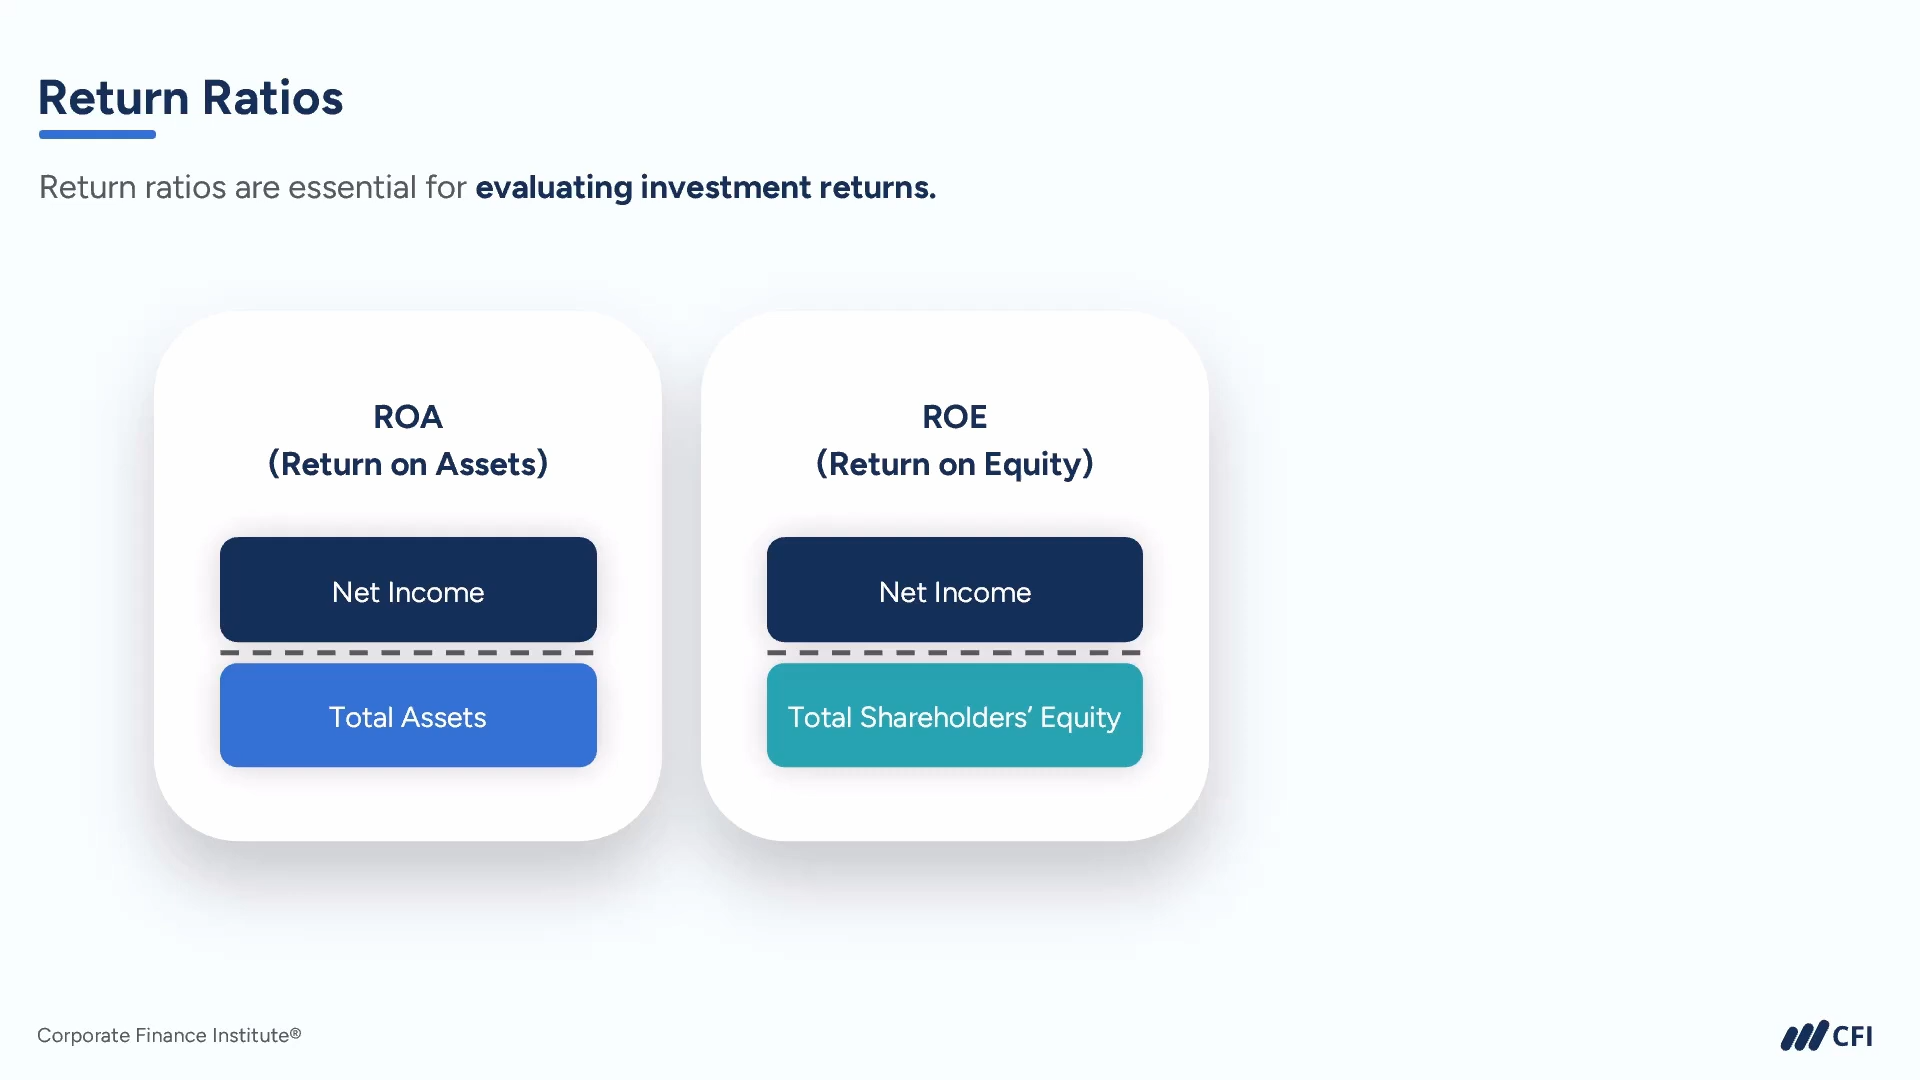 Return Ratios
Return ratios are essential for evaluating investment returns.
ROA
(Return on Assets)
Net Income
Total Assets
ROE
(Return on Equity)
Net Income
Total Shareholders’ Equity
Corporate Finance Institute®
CFI